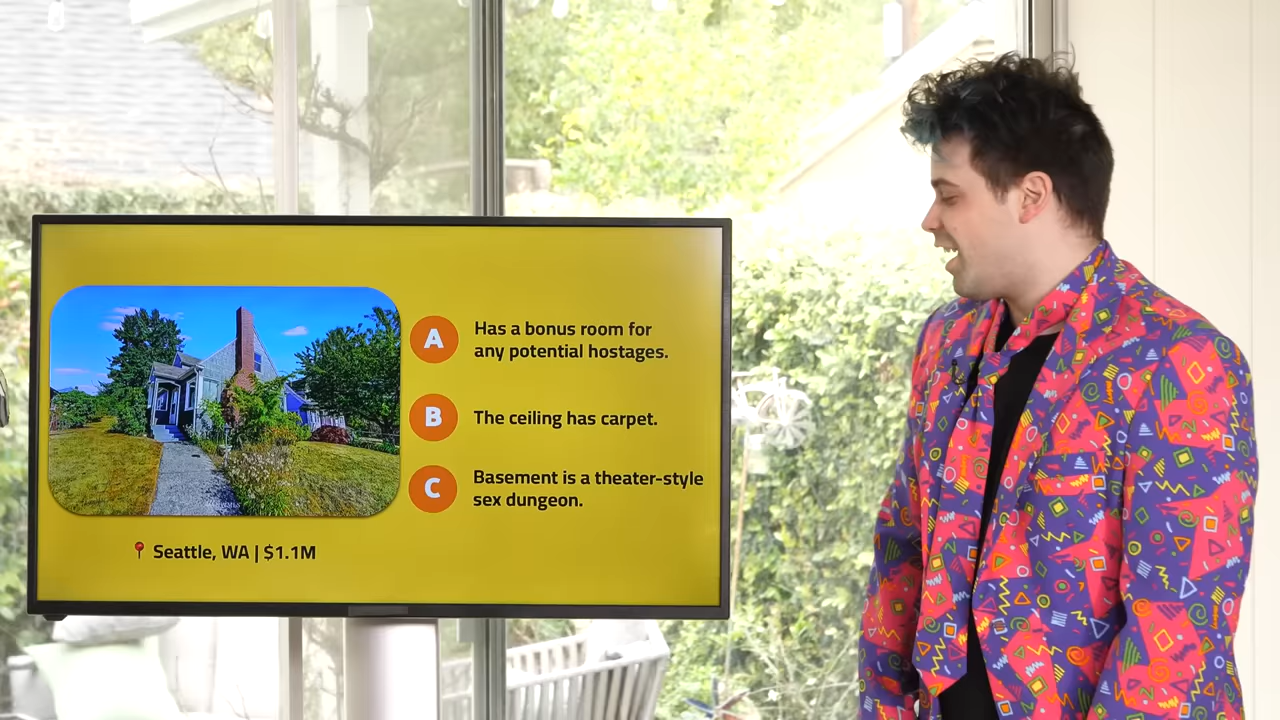 A
Has a bonus room for
any potential hostages.
B
The ceiling has carpet.
C
Basement is a theater-style
sex dungeon.
Seattle, WA | $1.1M